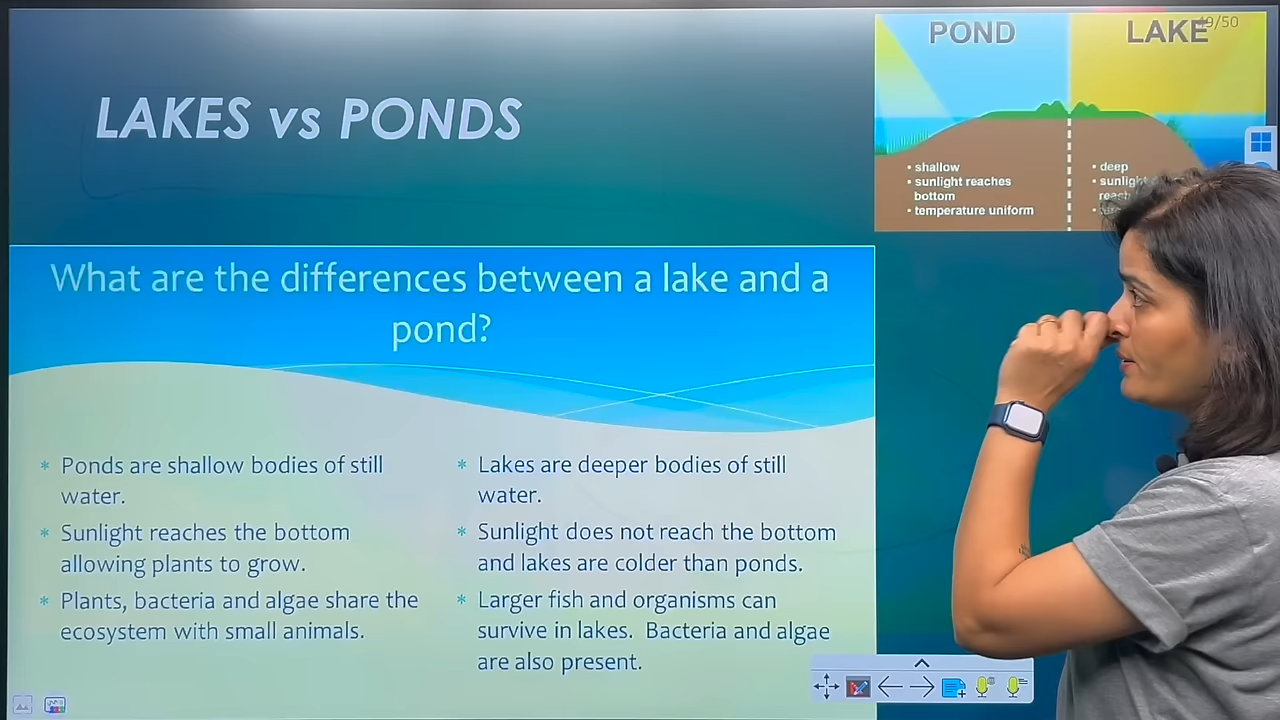 LAKES vs PONDS
POND
LAKE
/50
• shallow
• sunlight reaches
bottom
• temperature uniform
• deep
• sunlight
What are the differences between a lake and a
pond?
* Ponds are shallow bodies of still
water.
* Sunlight reaches the bottom
allowing plants to grow.
* Plants, bacteria and algae share the
ecosystem with small animals.
* Lakes are deeper bodies of still
water.
* Sunlight does not reach the bottom
and lakes are colder than ponds.
* Larger fish and organisms can
survive in lakes. Bacteria and algae
are also present.